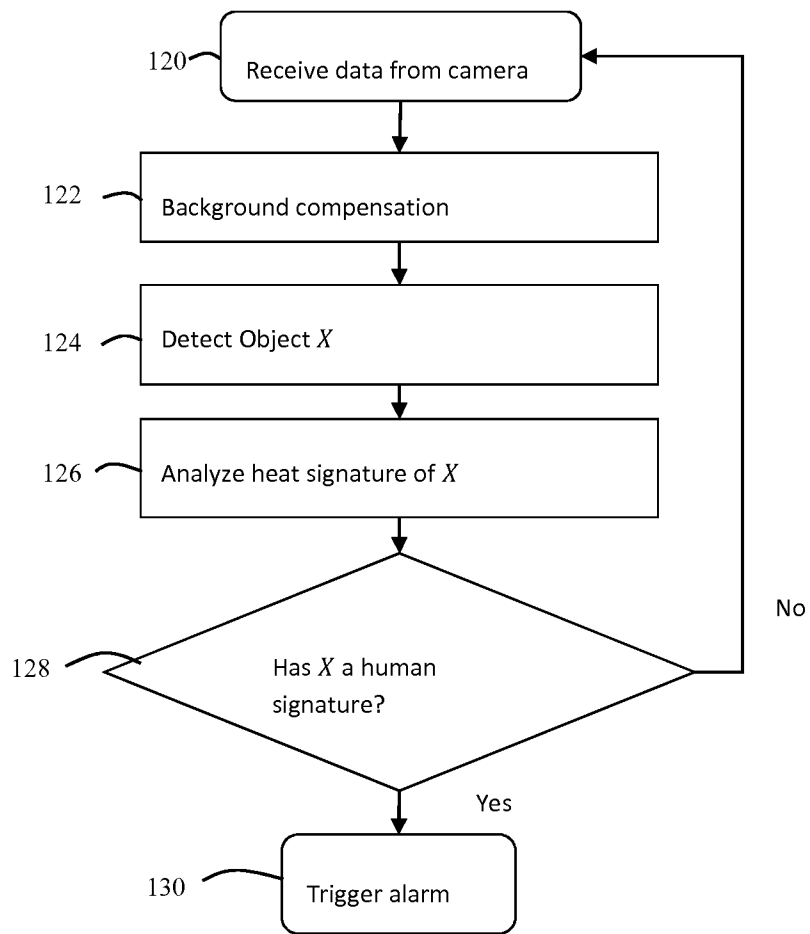 120
Receive data from camera
122
Background compensation
124
Detect Object X
126
Analyze heat signature of X
128
Has X a human
signature?
No
Yes
130
Trigger alarm